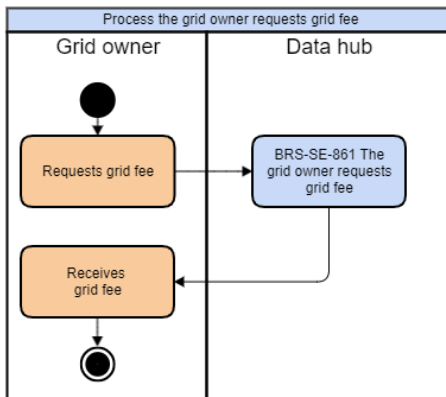 Process the grid owner requests grid fee
Grid owner
Data hub
Requests grid fee
BRS-SE-861 The
grid owner requests
grid fee
Receives
grid fee